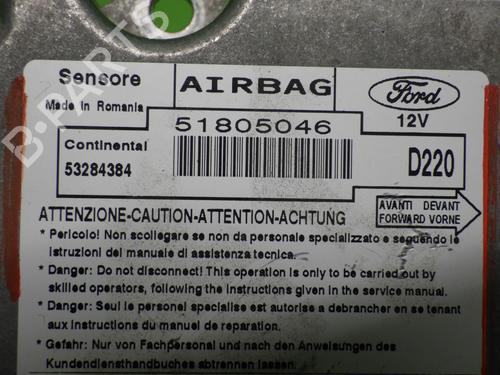 Sensore AIRBAG Ford
Made in Romania 12V
51805046
Continental
53284384 D220
AVANTI DEVANT
FORWARD VORNE
ATTENZIONE-CAUTION-ATTENTION-ACHTUNG
* Pericolo! Non scollegare se non da personale specializzato e seguendo le
istruzioni del manuale di assistenza tecnica.
* Danger: Do not disconnect! This operation is only to be carried out by
skilled operators, following the instructions given in the service manual.
* Danger: Seul le personel specialise est autorise a debrancher en se tenant
aux instructions du manuel de reparation.
* Gefahr: Nur von Fachpersonal und nach den Anweisungen des
Kundendiensthandbuches abtrennen lassen.
B-PARTS